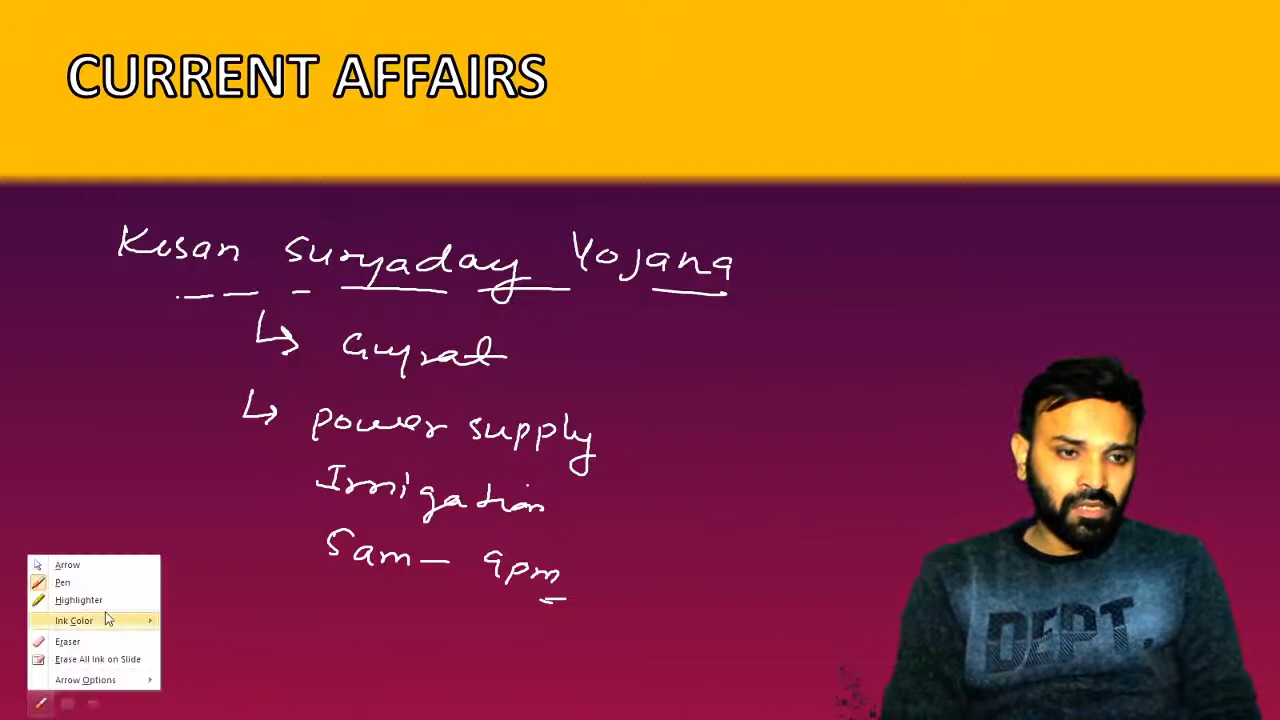 CURRENT AFFAIRS
Kisan Suryaday Yojana
Gujrat
power supply
Irrigation
5am - 9pm
Arrow
Pen
Highlighter
Ink Color
Eraser
Erase All Ink on Slide
Arrow Options
DEPT.